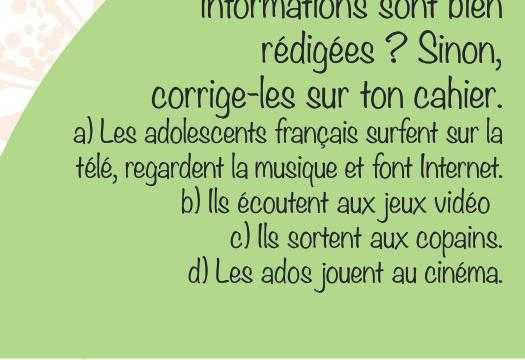 informations sont bien
rédigées ? Sinon,
corrige-les sur ton cahier.
a) Les adolescents français surfent sur la
télé, regardent la musique et font Internet.
b) Ils écoutent aux jeux vidéo
c) Ils sortent aux copains.
d) Les ados jouent au cinéma.